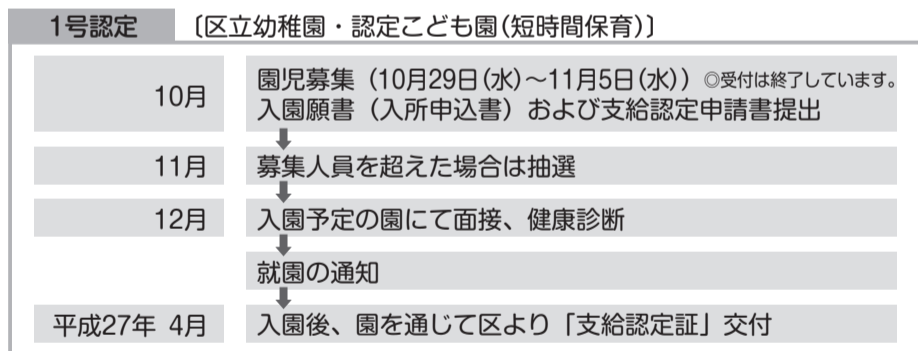 1号認定 〔区立幼稚園・認定こども園(短時間保育)〕
10月
園児募集（10月29日(水)～11月5日(水)）◎受付は終了しています。
入園願書（入所申込書）および支給認定申請書提出
11月 募集人員を超えた場合は抽選
12月 入園予定の園にて面接、健康診断
就園の通知
平成27年 4月 入園後、園を通じて区より「支給認定証」交付